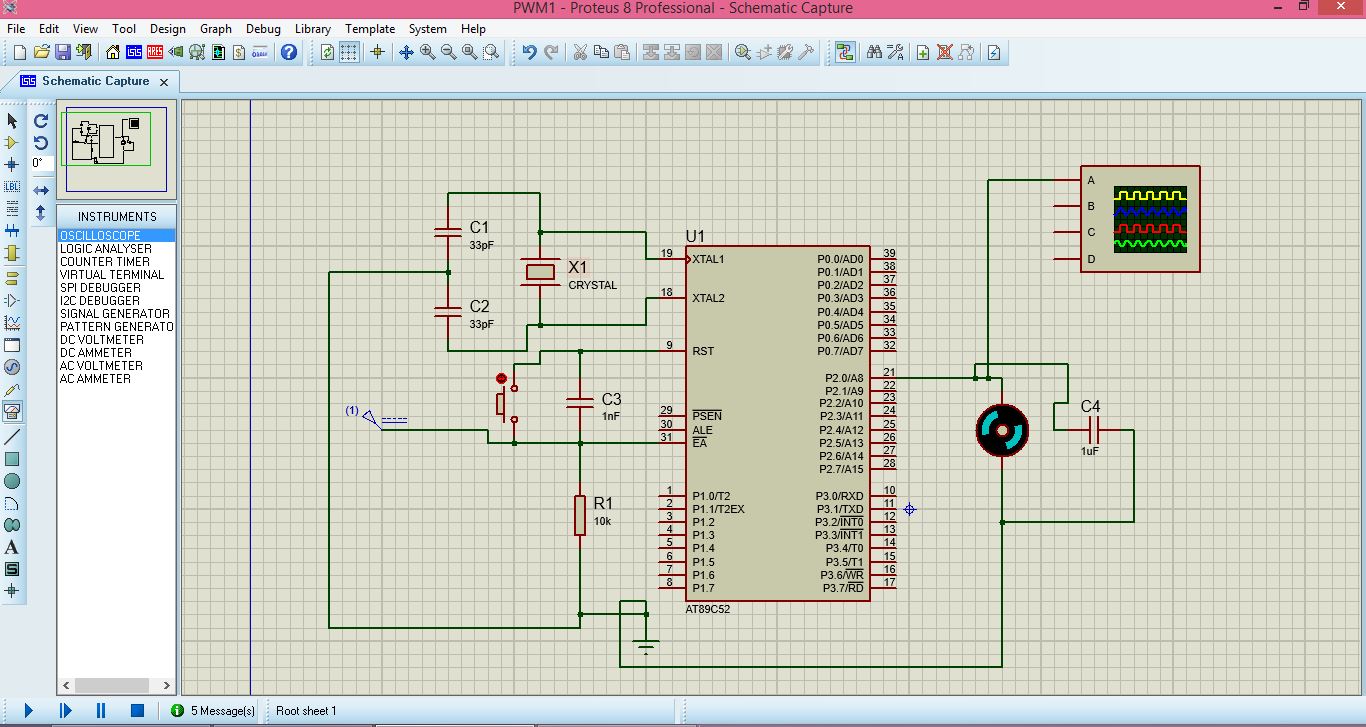 PWM1 - Proteus 8 Professional - Schematic Capture
File Edit View Tool Design Graph Debug Library Template System Help
Schematic Capture
0°
LBL
INSTRUMENTS
OSCILLOSCOPE
LOGIC ANALYSER
COUNTER TIMER
VIRTUAL TERMINAL
SPI DEBUGGER
I2C DEBUGGER
SIGNAL GENERATOR
PATTERN GENERATO
DC VOLTMETER
DC AMMETER
AC VOLTMETER
AC AMMETER
A
S
C1
33pF
C2
33pF
X1
CRYSTAL
(1)
C3
1nF
R1
10k
U1
19 XTAL1
18 XTAL2
9 RST
29 PSEN
30 ALE
31 EA
1 P1.0/T2
2 P1.1/T2EX
3 P1.2
4 P1.3
5 P1.4
6 P1.5
7 P1.6
8 P1.7
P0.0/AD0 39
P0.1/AD1 38
P0.2/AD2 37
P0.3/AD3 36
P0.4/AD4 35
P0.5/AD5 34
P0.6/AD6 33
P0.7/AD7 32
P2.0/A8 21
P2.1/A9 22
P2.2/A10 23
P2.3/A11 24
P2.4/A12 25
P2.5/A13 26
P2.6/A14 27
P2.7/A15 28
P3.0/RXD 10
P3.1/TXD 11
P3.2/INT0 12
P3.3/INT1 13
P3.4/T0 14
P3.5/T1 15
P3.6/WR 16
P3.7/RD 17
AT89C52
A
B
C
D
C4
1uF
5 Message(s)
Root sheet 1